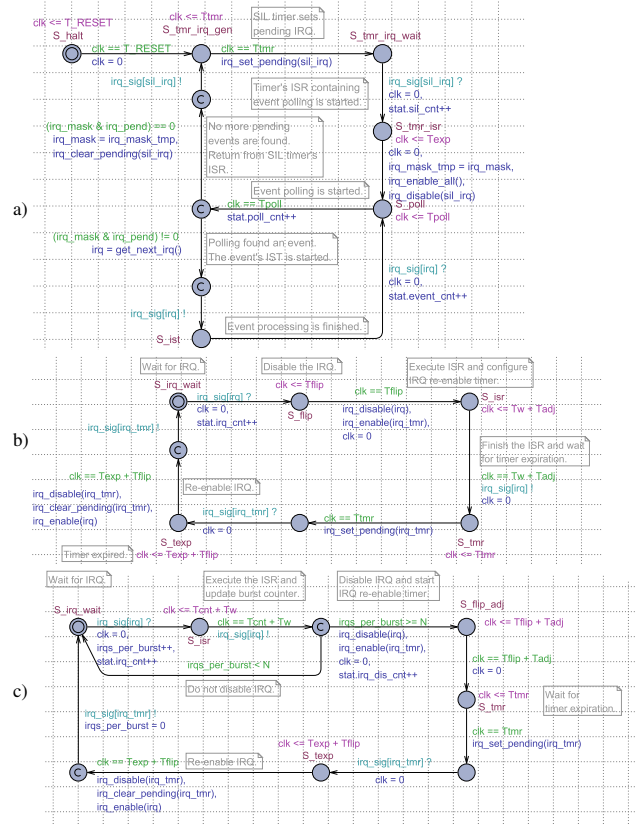 clk <= T_RESET
S_halt
clk == T_RESET
clk = 0
clk <= Ttmr
S_tmr_irq_gen
SIL timer sets
pending IRQ.
clk == Ttmr
irq_set_pending(sil_irq)
S_tmr_irq_wait
irq_sig[sil_irq] !
Timer's ISR containing
event polling is started.
irq_sig[sil_irq] ?
clk = 0,
stat.sil_cnt++
(irq_mask & irq_pend) == 0
irq_mask = irq_mask_tmp,
irq_clear_pending(sil_irq)
No more pending
events are found.
Return from SIL timer's
ISR.
S_tmr_isr
clk <= Texp
clk = 0,
irq_mask_tmp = irq_mask,
irq_enable_all(),
irq_disable(sil_irq)
Event polling is started.
a)
clk == Tpoll
stat.poll_cnt++
S_poll
clk <= Tpoll
(irq_mask & irq_pend) != 0
irq = get_next_irq()
Polling found an event.
The event's IST is started.
irq_sig[irq] ?
clk = 0,
stat.event_cnt++
irq_sig[irq] !
S_ist
Event processing is finished.
Wait for IRQ.
Disable the IRQ.
Execute ISR and configure
IRQ re-enable timer.
S_irq_wait
irq_sig[irq] ?
clk = 0,
stat.irq_cnt++
clk <= Tflip
S_flip
clk == Tflip
irq_disable(irq),
irq_enable(irq_tmr),
clk = 0
S_isr
clk <= Tw + Tadj
b)
irq_sig[irq_tmr] !
Finish the ISR and wait
for timer expiration.
clk == Texp + Tflip
irq_disable(irq_tmr),
irq_clear_pending(irq_tmr),
irq_enable(irq)
Re-enable IRQ.
clk == Tw + Tadj
irq_sig[irq] !
clk = 0
irq_sig[irq_tmr] ?
clk = 0
clk == Ttmr
irq_set_pending(irq_tmr)
S_texp
S_tmr
Timer expired.
clk <= Texp + Tflip
clk <= Ttmr
Wait for IRQ.
Execute the ISR and
update burst counter.
Disable IRQ and start
IRQ re-enable timer.
S_irq_wait
irq_sig[irq] ?
clk = 0,
irqs_per_burst++,
stat.irq_cnt++
clk <= Tcnt + Tw
S_isr
clk == Tcnt + Tw
irq_sig[irq] !
irqs_per_burst >= N
irq_disable(irq),
irq_enable(irq_tmr),
clk = 0,
stat.irq_dis_cnt++
S_flip_adj
clk <= Tflip + Tadj
irqs_per_burst < N
clk == Tflip + Tadj
clk = 0
c)
Do not disable IRQ.
clk <= Ttmr
S_tmr
Wait for
timer expiration.
irq_sig[irq_tmr] !
irqs_per_burst = 0
clk == Ttmr
irq_set_pending(irq_tmr)
clk <= Texp + Tflip
S_texp
clk == Texp + Tflip
irq_disable(irq_tmr),
irq_clear_pending(irq_tmr),
irq_enable(irq)
Re-enable IRQ.
irq_sig[irq_tmr] ?
clk = 0
C
C
C
C
C
C